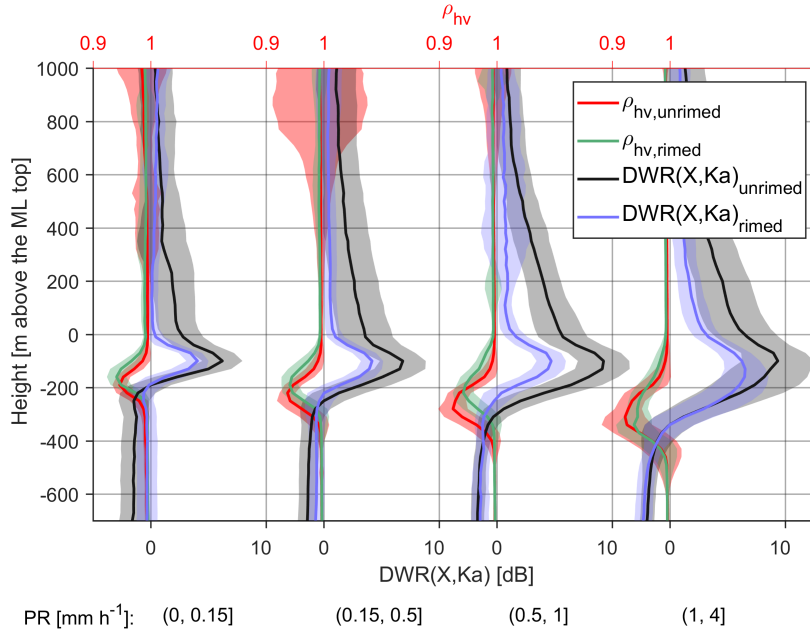 ρhv
0.9 1 0.9 1 0.9 1 0.9 1
1000
800
600
400
200
0
-200
-400
-600
Height [m above the ML top]
ρhv,unrimed
ρhv,rimed
DWR(X,Ka)unrimed
DWR(X,Ka)rimed
0 10 0 10 0 10 0 10
DWR(X,Ka) [dB]
PR [mm h-1]: (0, 0.15] (0.15, 0.5] (0.5, 1] (1, 4]